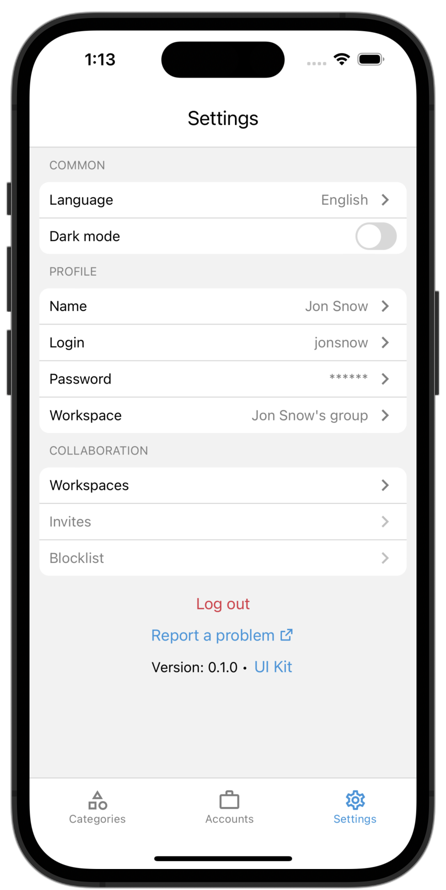 1:13
Settings
COMMON
Language English
Dark mode
PROFILE
Name Jon Snow
Login jonsnow
Password ******
Workspace Jon Snow's group
COLLABORATION
Workspaces
Invites
Blocklist
Log out
Report a problem
Version: 0.1.0 • UI Kit
Categories Accounts Settings